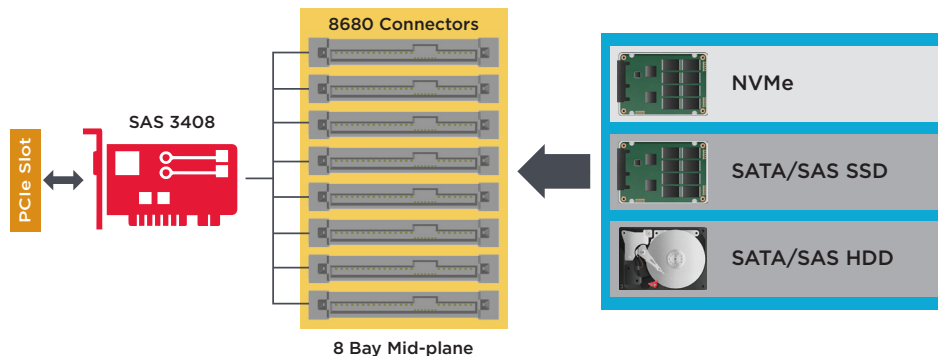 8680 Connectors
SAS 3408
PCIe Slot
NVMe
SATA/SAS SSD
SATA/SAS HDD
8 Bay Mid-plane